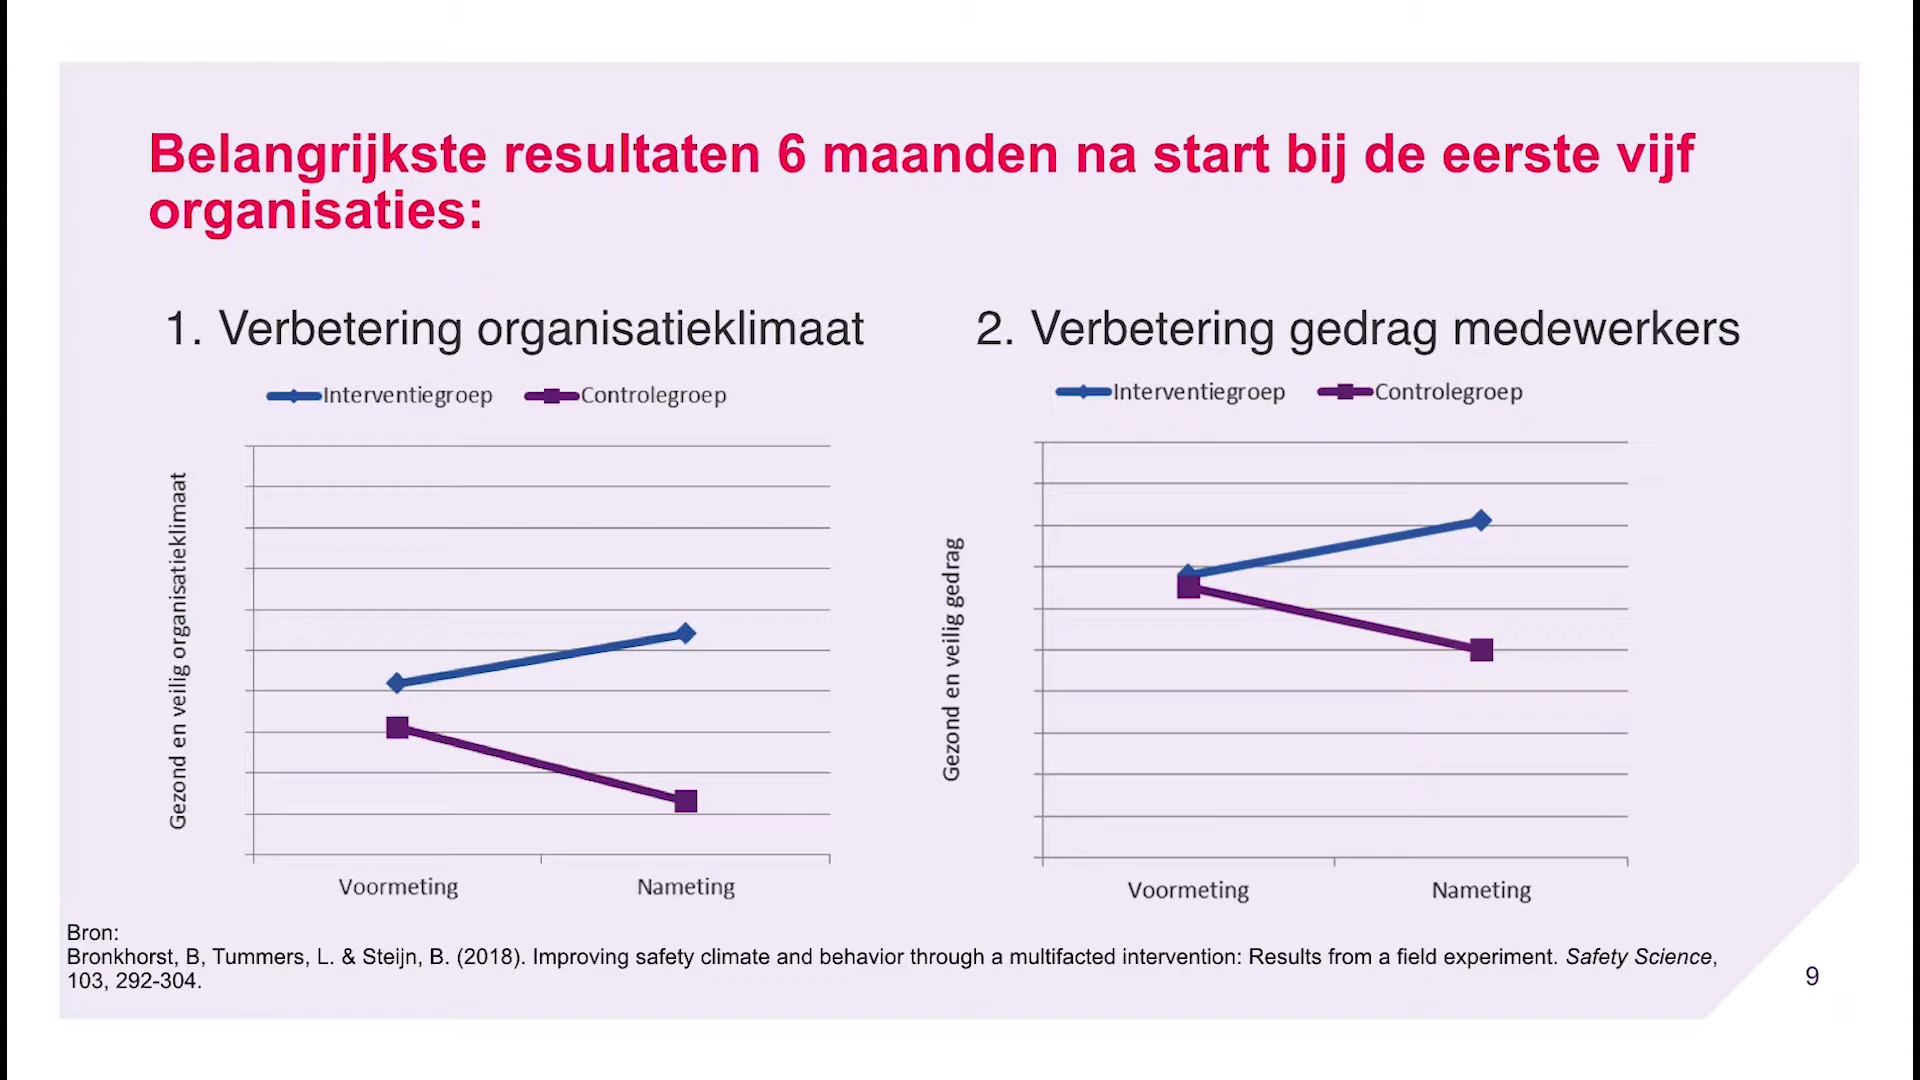 Belangrijkste resultaten 6 maanden na start bij de eerste vijf
organisaties:
1. Verbetering organisatieklimaat
Interventiegroep Controlegroep
Gezond en veilig organisatieklimaat
Voormeting Nameting
2. Verbetering gedrag medewerkers
Interventiegroep Controlegroep
Gezond en veilig gedrag
Voormeting Nameting
Bron:
Bronkhorst, B, Tummers, L. & Steijn, B. (2018). Improving safety climate and behavior through a multifacted intervention: Results from a field experiment. Safety Science,
103, 292-304.
9